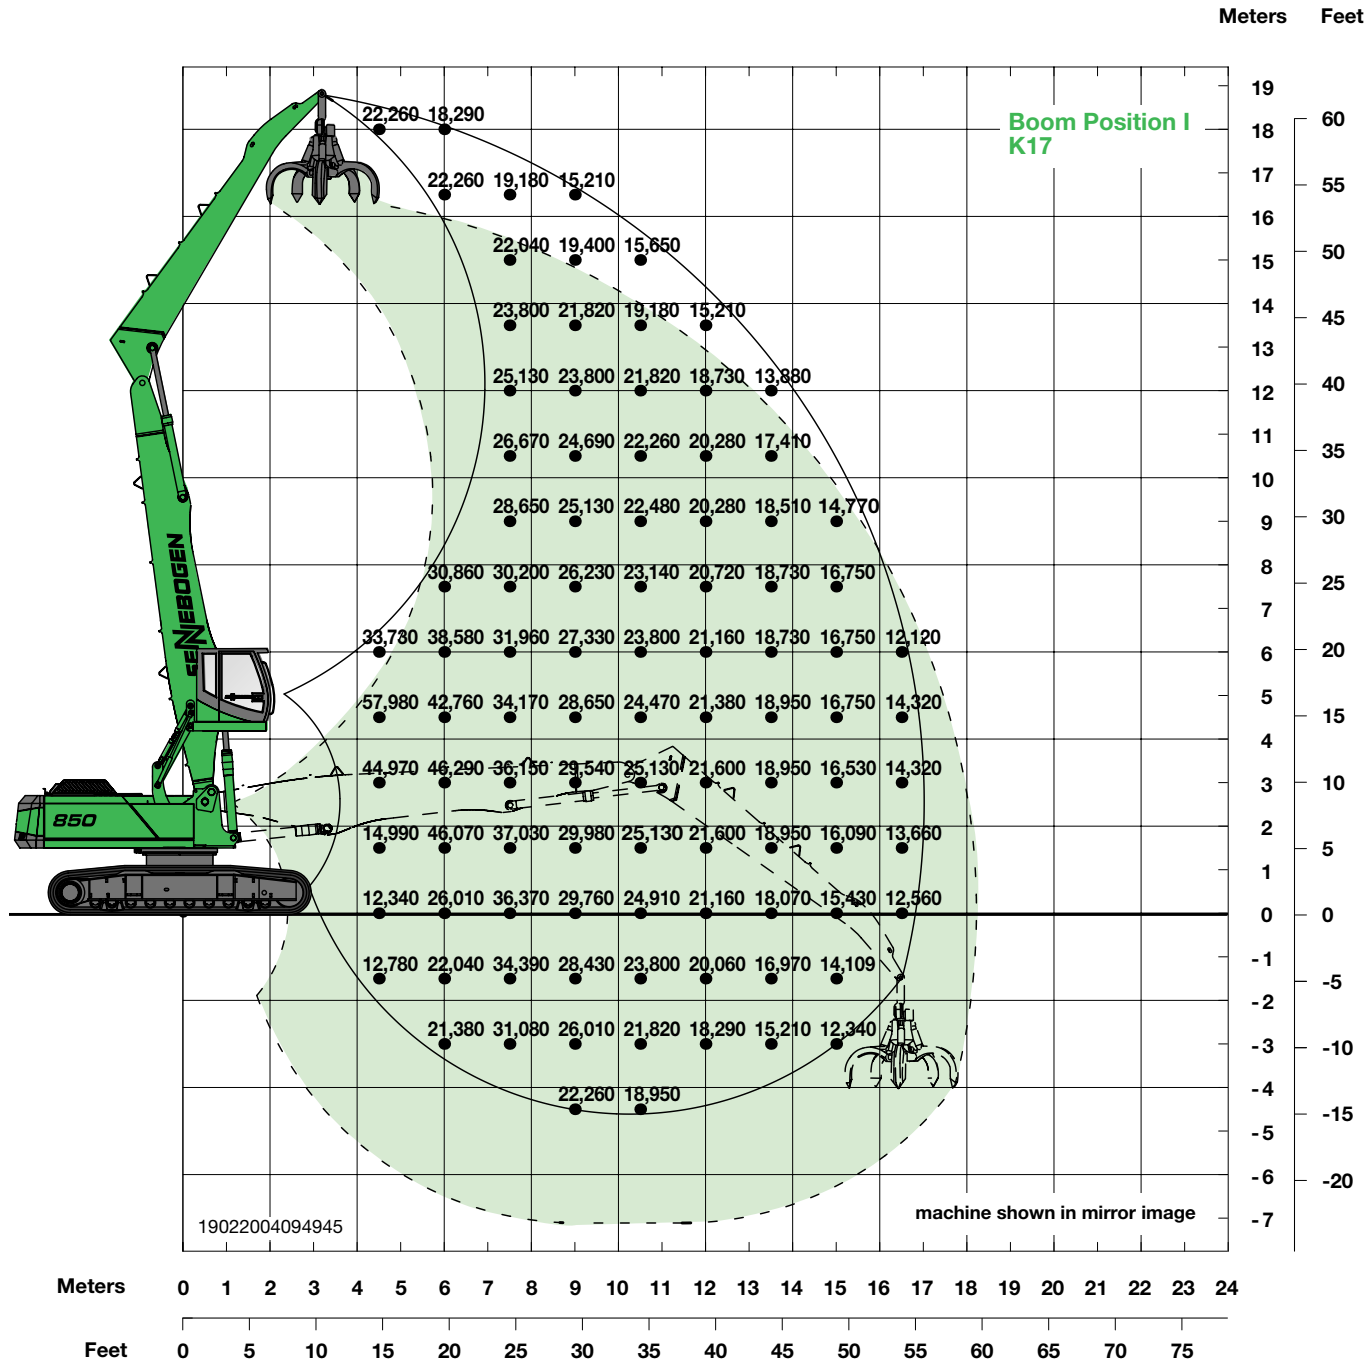 Meters Feet
Boom Position I
K17
22,260 18,290
22,260 19,180 15,210
22,040 19,400 15,650
23,800 21,820 19,180 15,210
25,130 23,800 21,820 18,730 13,880
26,670 24,690 22,260 20,280 17,410
28,650 25,130 22,480 20,280 18,510 14,770
30,860 30,200 26,230 23,140 20,720 18,730 16,750
33,730 38,580 31,960 27,330 23,800 21,160 18,730 16,750 12,120
57,980 42,760 34,170 28,650 24,470 21,380 18,950 16,750 14,320
44,970 46,290 36,150 29,540 25,130 21,600 18,950 16,530 14,320
14,990 46,070 37,030 29,980 25,130 21,600 18,950 16,090 13,660
12,340 26,010 36,370 29,760 24,910 21,160 18,070 15,430 12,560
12,780 22,040 34,390 28,430 23,800 20,060 16,970 14,109
21,380 31,080 26,010 21,820 18,290 15,210 12,340
22,260 18,950
NEBOGEN
850
19
18
17
16
15
14
13
12
11
10
9
8
7
6
5
4
3
2
1
0
-1
-2
-3
-4
-5
-6
-7
60
55
50
45
40
35
30
25
20
15
10
5
0
-5
-10
-15
-20
19022004094945
machine shown in mirror image
Meters 0 1 2 3 4 5 6 7 8 9 10 11 12 13 14 15 16 17 18 19 20 21 22 23 24
Feet 0 5 10 15 20 25 30 35 40 45 50 55 60 65 70 75